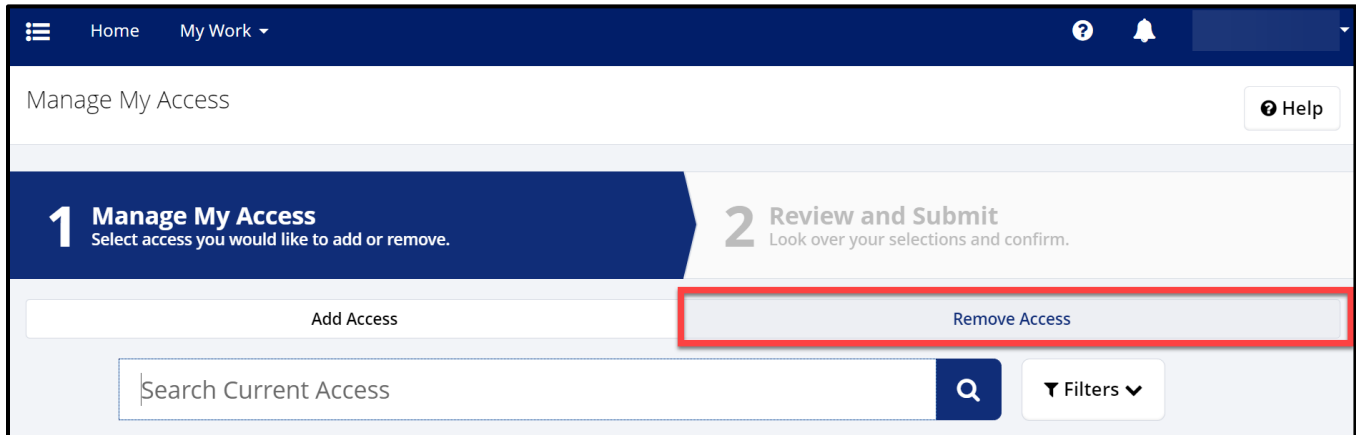 Home My Work
Manage My Access
Help
1 Manage My Access
Select access you would like to add or remove.
2 Review and Submit
Look over your selections and confirm.
Add Access
Remove Access
Search Current Access
Filters